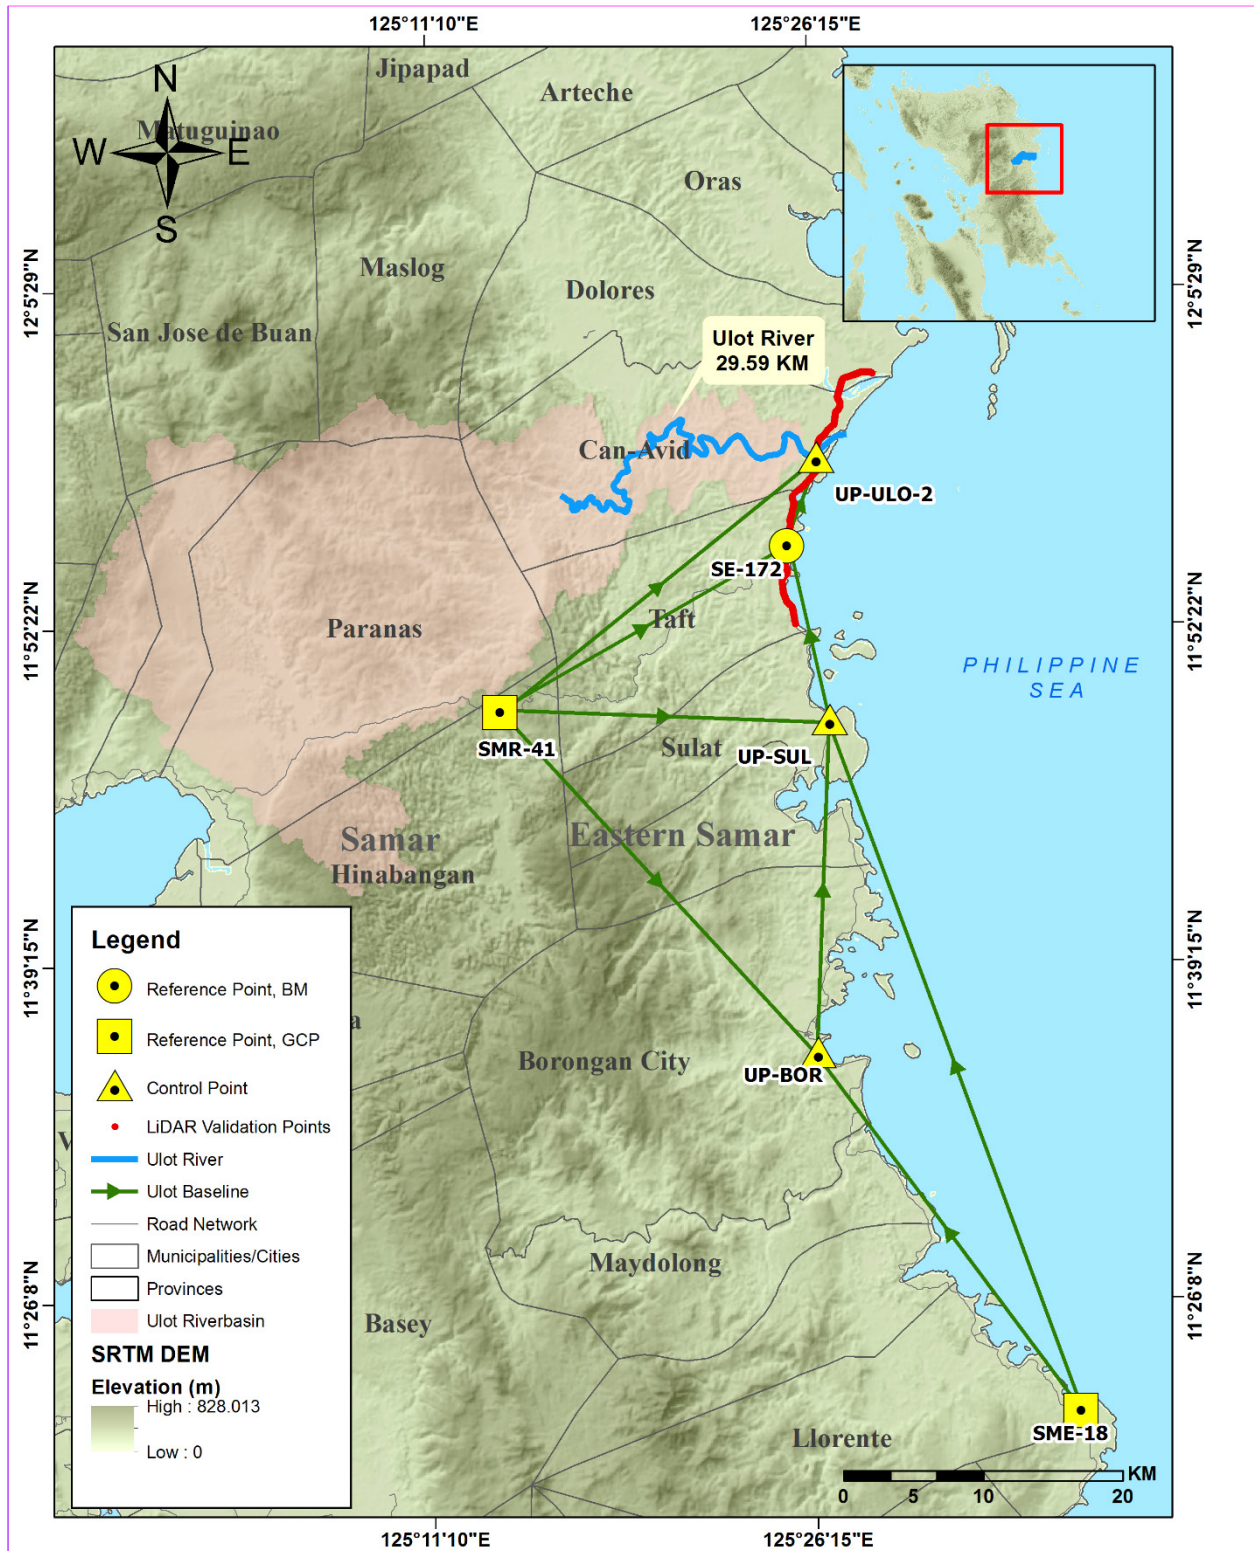 125°11'10"E
125°26'15"E
Jipapad
Arteche
N
Matuguinao
W
E
S
Oras
Maslog
Dolores
12°5'29"N
12°5'29"N
San Jose de Buan
Ulot River
29.59 KM
Can-Avid
UP-ULO-2
SE-172
11°52'22"N
11°52'22"N
Taft
Paranas
PHILIPPINE
SEA
SMR-41
Sulat
UP-SUL
Samar
Eastern Samar
Hinabangan
Legend
Reference Point, BM
Reference Point, GCP
Control Point
LiDAR Validation Points
Ulot River
Ulot Baseline
Road Network
Municipalities/Cities
Provinces
Ulot Riverbasin
SRTM DEM
Elevation (m)
High : 828.013
Low : 0
11°39'15"N
11°39'15"N
a
Borongan City
UP-BOR
V
Maydolong
11°26'8"N
11°26'8"N
Basey
SME-18
Llorente
KM
0
5
10
20
125°11'10"E
125°26'15"E